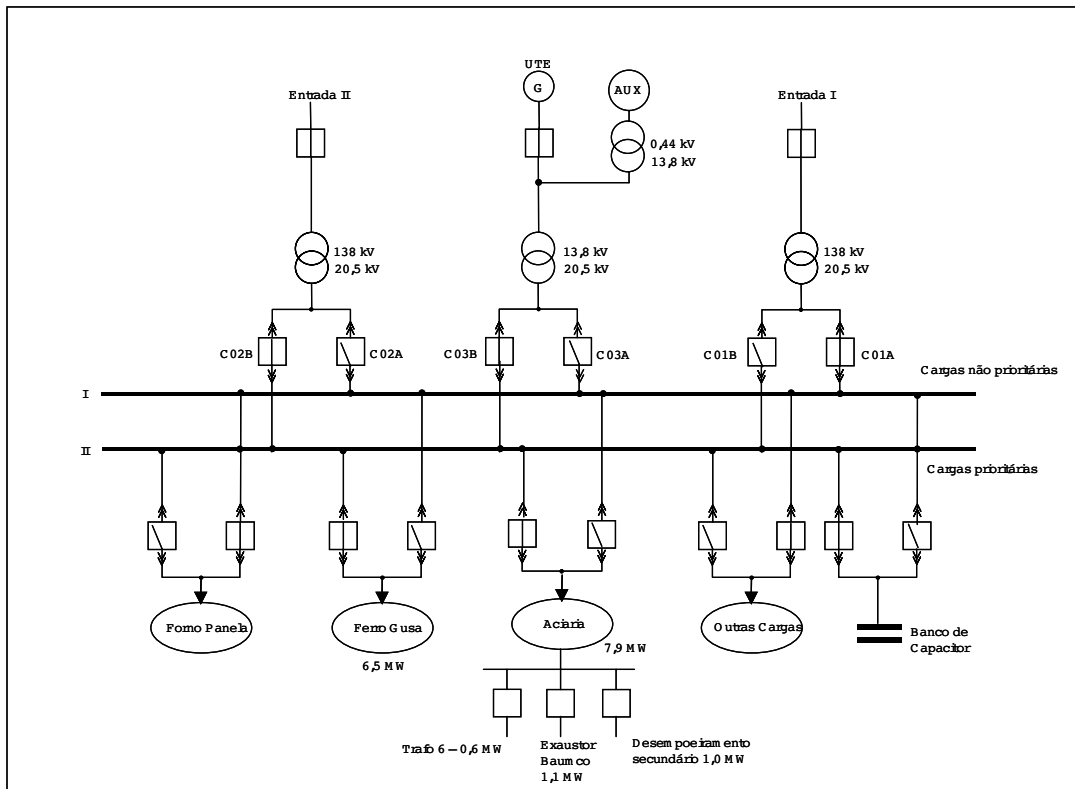 UTE
G
AUX
Entrada II
Entrada I
0,44 kV
13,8 kV
138 kV
20,5 kV
13,8 kV
20,5 kV
138 kV
20,5 kV
C02B
C02A
C03B
C03A
C01B
C01A
Cargas não prioritárias
I
II
Cargas prioritárias
Forno Panela
Ferro Gusa
6,5 MW
Aciaria
7,9 MW
Outras Cargas
Banco de
Capacitor
Trafo 6 – 0,6 MW
Exaustor
Baumco
1,1 MW
Desempoeiramento
secundário 1,0 MW